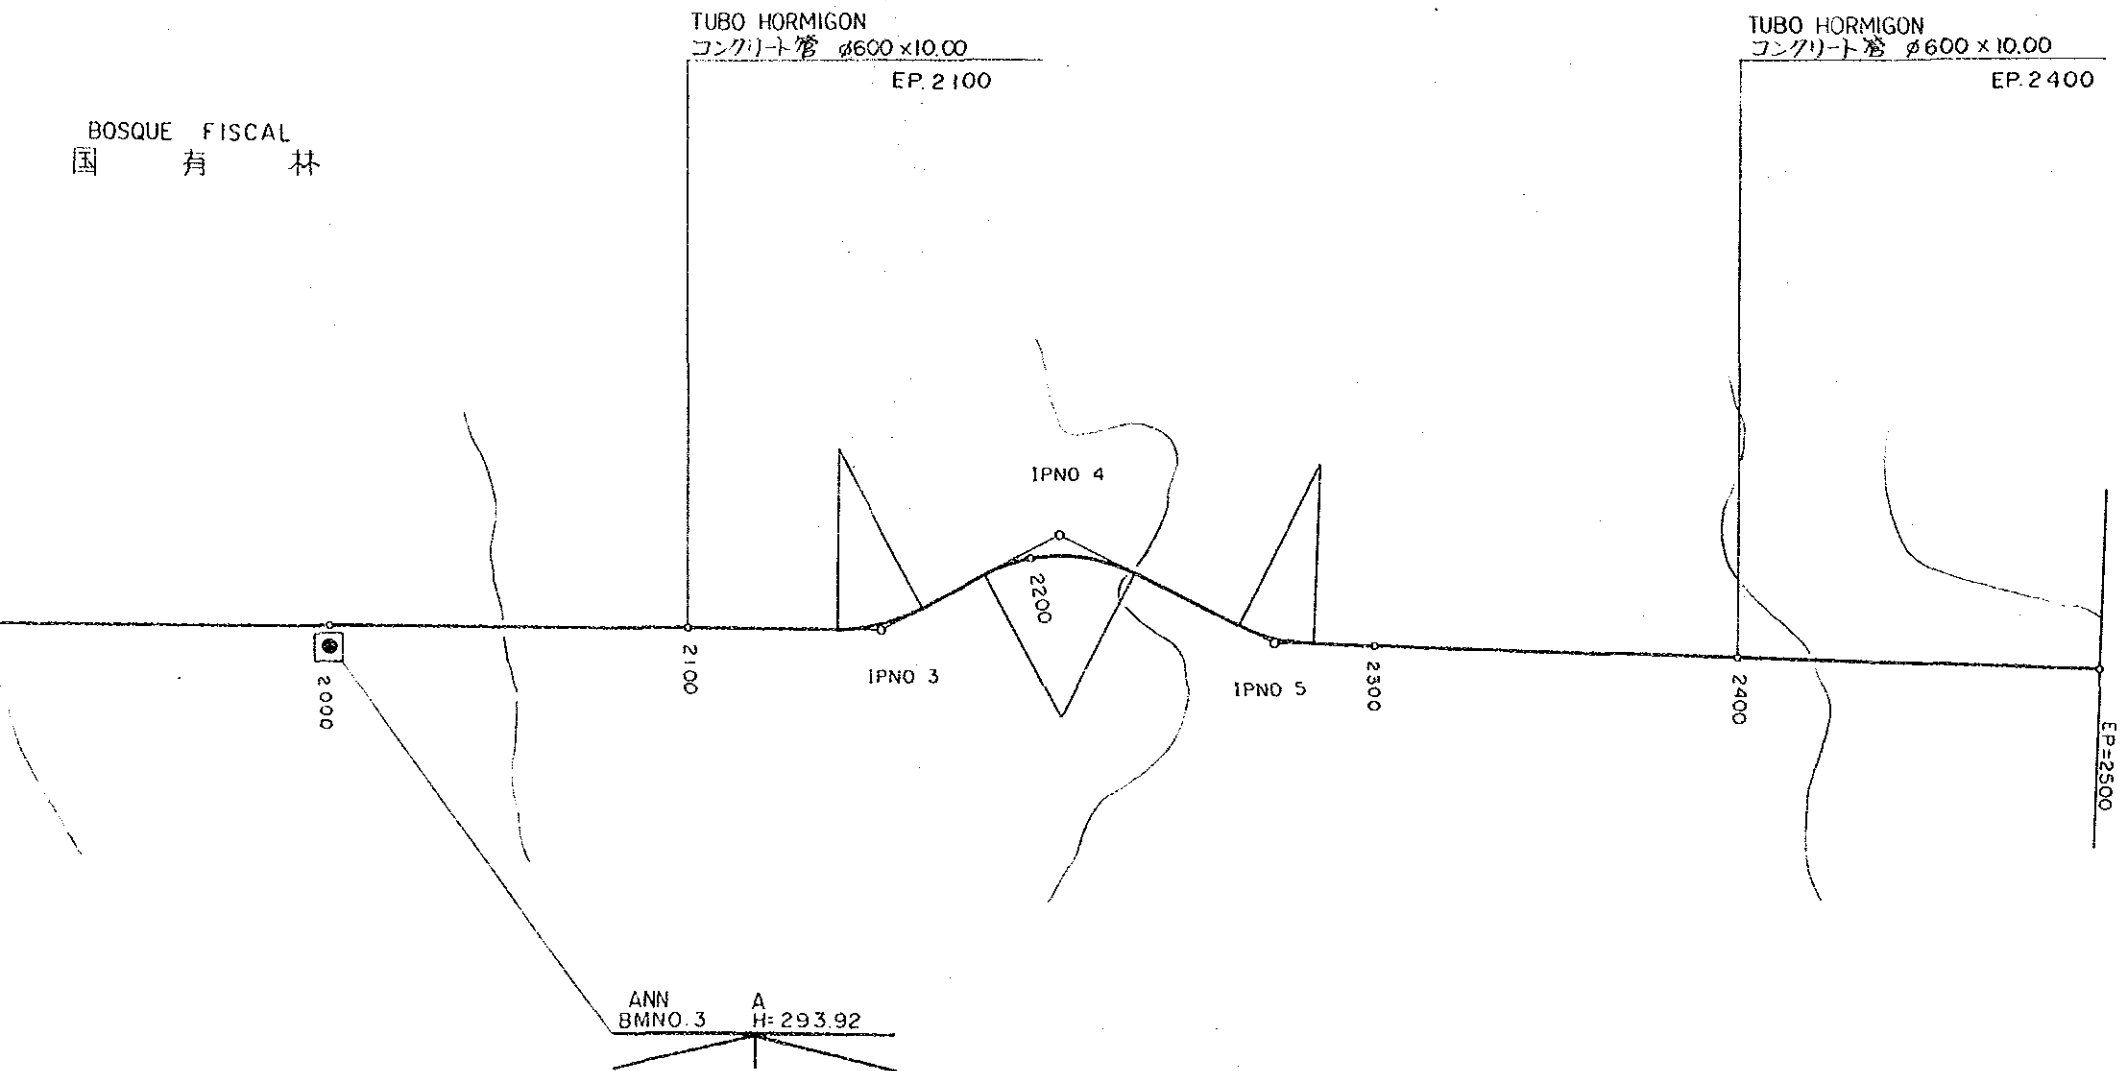 TUBO HORMIGON
コンクリート管 ø600×10.00
EP.2100
TUBO HORMIGON
コンクリート管 ø600×10.00
EP.2400
BOSQUE FISCAL
国有林
IPNO 4
2200
2000
2100
IPNO 3
IPNO 5
2300
2400
EP=2500
ANN A
BMNO.3 H=293.92